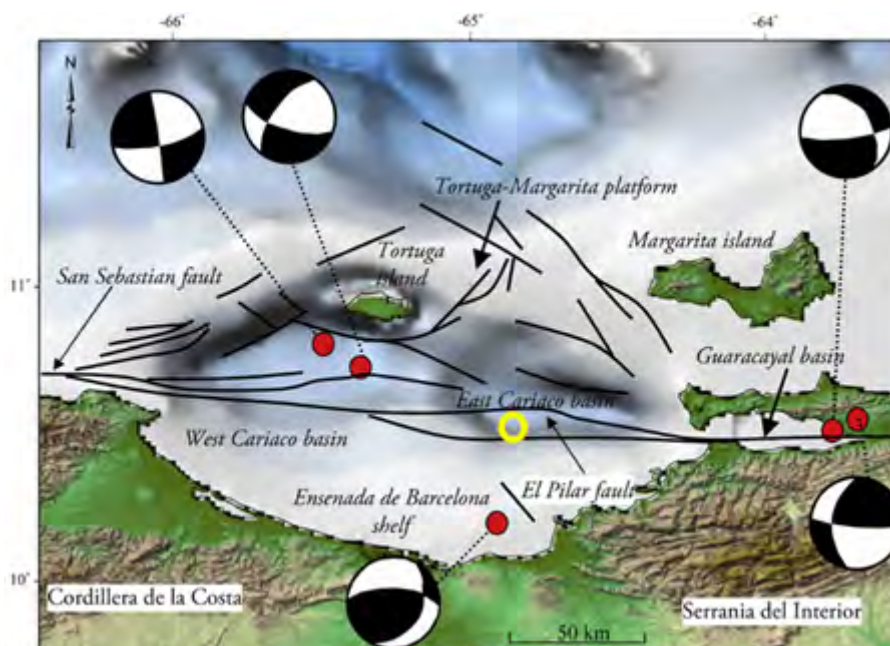 -66°
-65°
-64°
N
Tortuga-Margarita platform
Margarita island
Tortuga
island
San Sebastian fault
11°
Guaracayal basin
East Cariaco basin
West Cariaco basin
El Pilar fault
Ensenada de Barcelona
shelf
10°
Cordillera de la Costa
Serrania del Interior
50 km